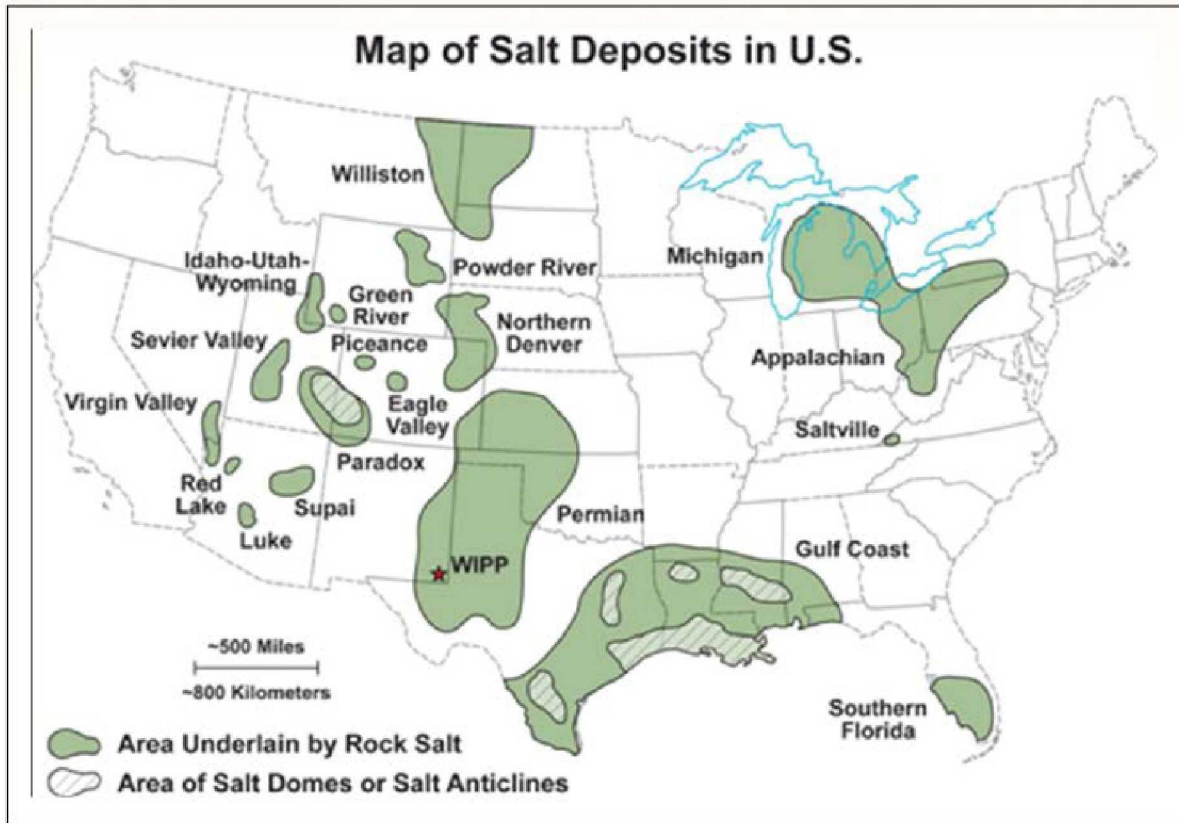 Map of Salt Deposits in U.S.
Williston
Idaho-Utah-
Wyoming
Powder River
Michigan
Green
River
Northern
Denver
Sevier Valley
Piceance
Appalachian
Eagle
Valley
Virgin Valley
Saltville
Paradox
Red
Lake
Supai
Luke
Permian
Gulf Coast
WIPP
~500 Miles
~800 Kilometers
Southern
Florida
Area Underlain by Rock Salt
Area of Salt Domes or Salt Anticlines